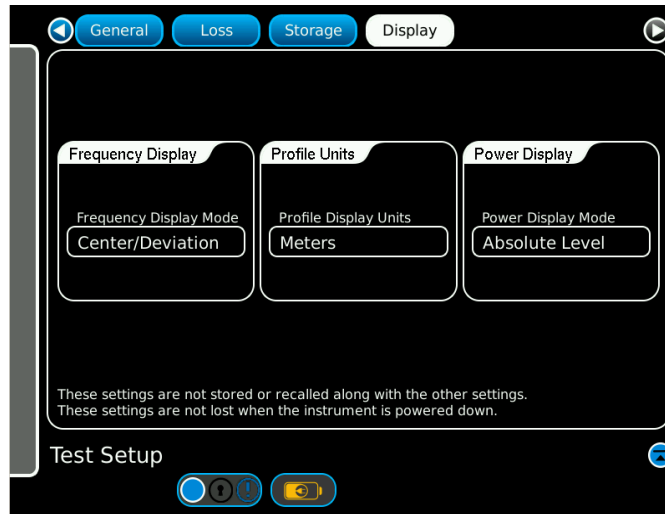 General
Loss
Storage
Display
Frequency Display
Profile Units
Power Display
Frequency Display Mode
Profile Display Units
Power Display Mode
Center/Deviation
Meters
Absolute Level
These settings are not stored or recalled along with the other settings.
These settings are not lost when the instrument is powered down.
Test Setup